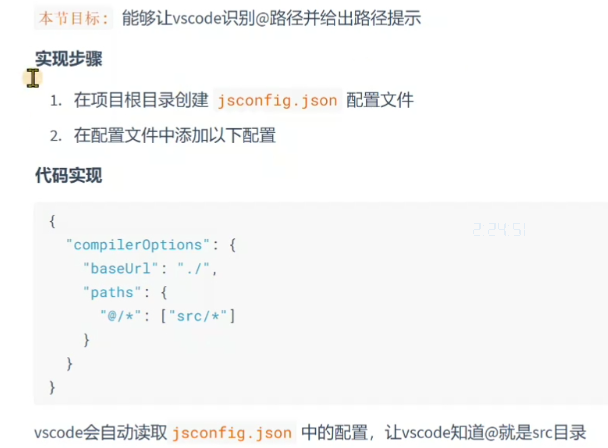 本节目标： 能够让vscode识别@路径并给出路径提示
实现步骤
1. 在项目根目录创建 jsconfig.json 配置文件
2. 在配置文件中添加以下配置
代码实现
{
"compilerOptions": {
"baseUrl": "./",
"paths": {
"@/*": ["src/*"]
}
}
}
2:24:51
vscode会自动读取 jsconfig.json 中的配置，让vscode知道@就是src目录